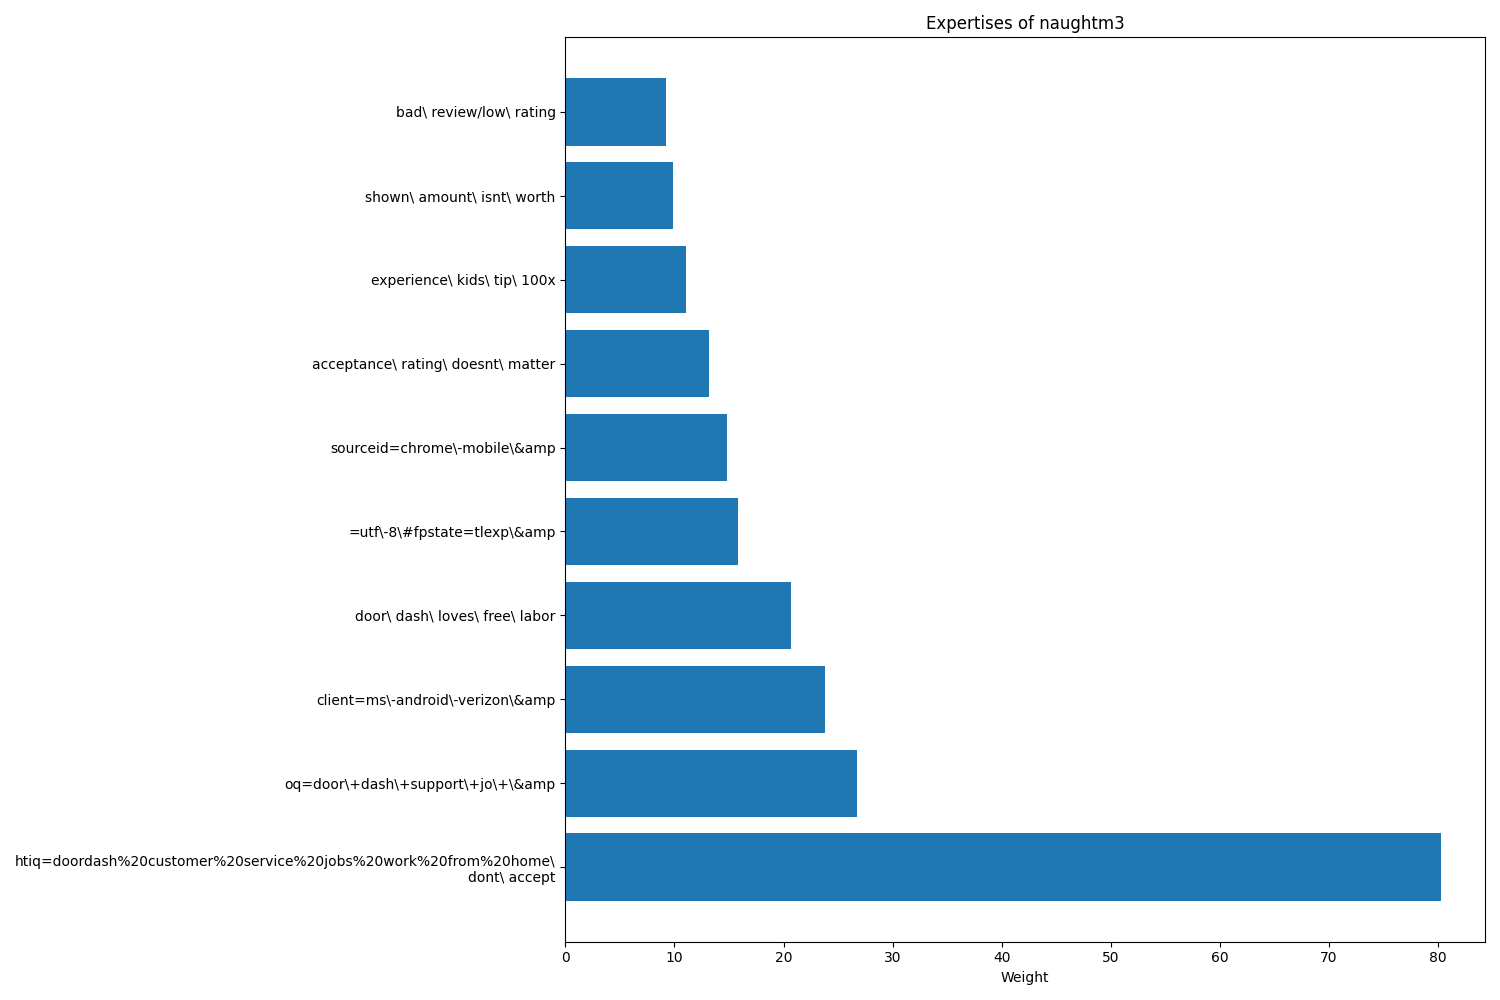 Expertises of naughtm3
bad\ review/low\ rating
shown\ amount\ isnt\ worth
experience\ kids\ tip\ 100x
acceptance\ rating\ doesnt\ matter
sourceid=chrome\-mobile\&amp
=utf\-8\#fpstate=tlexp\&amp
door\ dash\ loves\ free\ labor
client=ms\-android\-verizon\&amp
oq=door\+dash\+support\+jo\+\&amp
htiq=doordash%20customer%20service%20jobs%20work%20from%20home\
dont\ accept
0 10 20 30 40 50 60 70 80
Weight